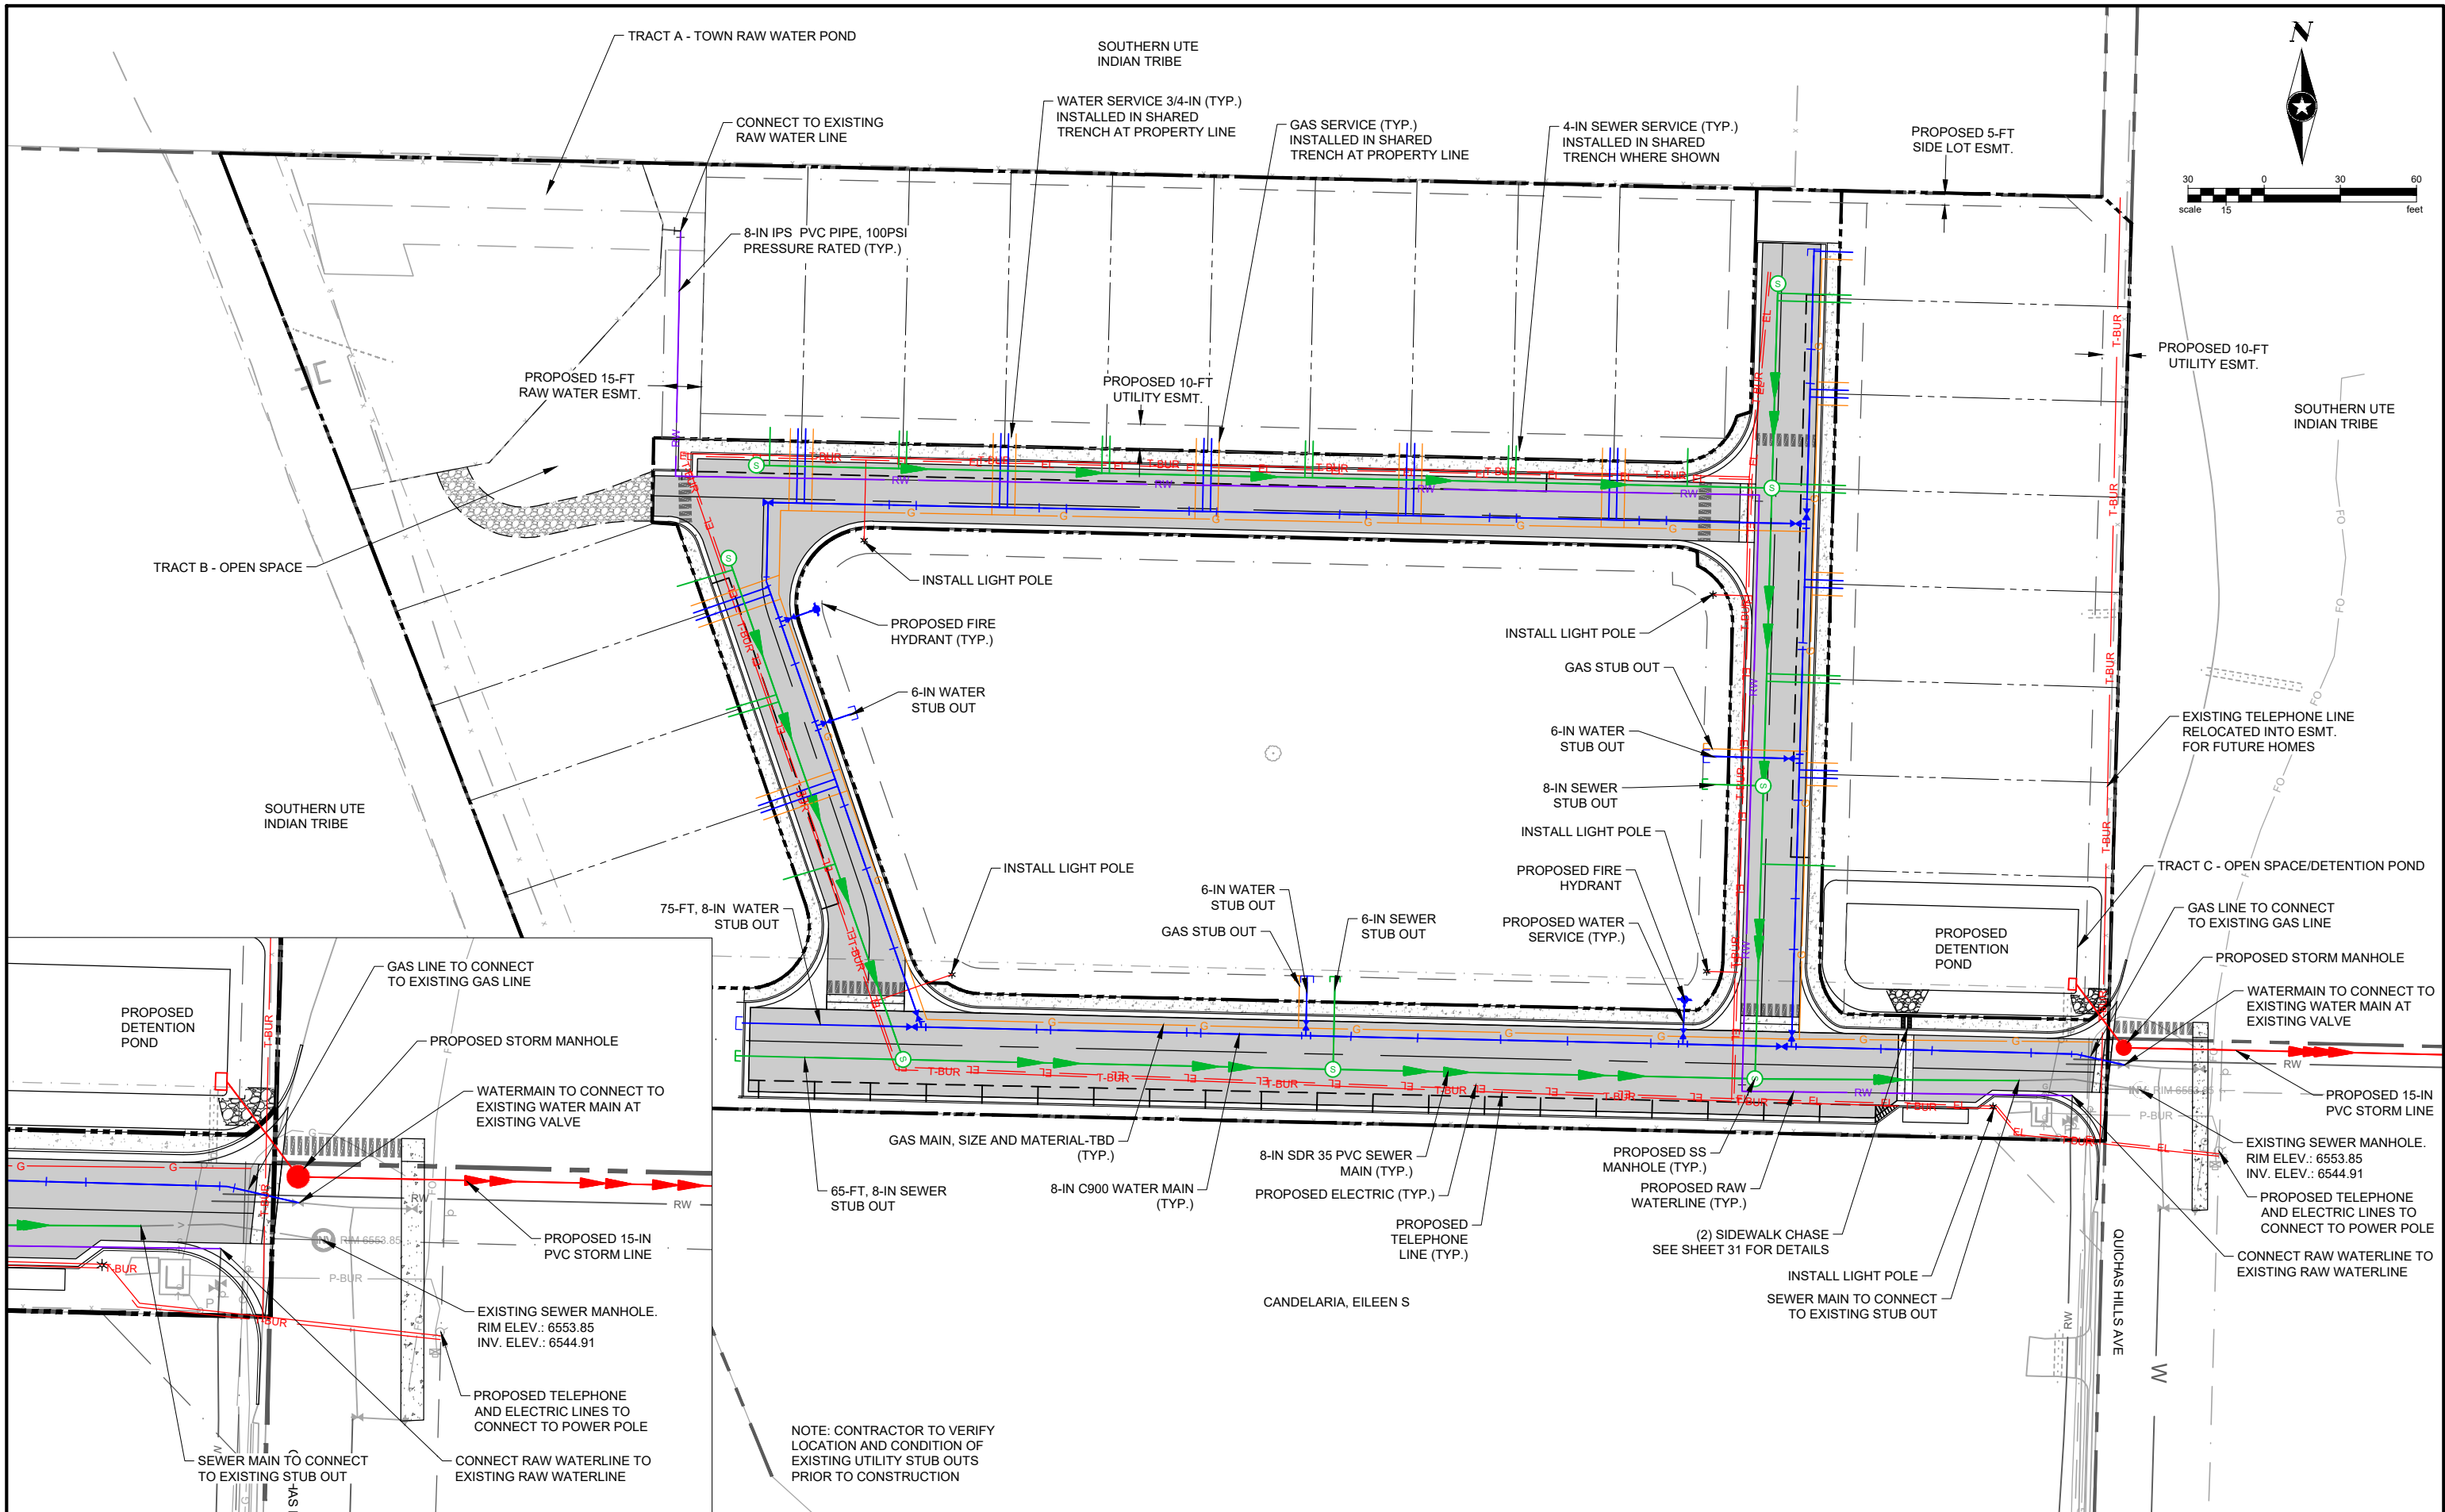 TRACT A - TOWN RAW WATER POND
SOUTHERN UTE
INDIAN TRIBE
N
30 0 30 60
scale 15 feet
CONNECT TO EXISTING
RAW WATER LINE
WATER SERVICE 3/4-IN (TYP.)
INSTALLED IN SHARED
TRENCH AT PROPERTY LINE
GAS SERVICE (TYP.)
INSTALLED IN SHARED
TRENCH AT PROPERTY LINE
4-IN SEWER SERVICE (TYP.)
INSTALLED IN SHARED
TRENCH WHERE SHOWN
PROPOSED 5-FT
SIDE LOT ESMT.
8-IN IPS PVC PIPE, 100PSI
PRESSURE RATED (TYP.)
PROPOSED 15-FT
RAW WATER ESMT.
PROPOSED 10-FT
UTILITY ESMT.
PROPOSED 10-FT
UTILITY ESMT.
SOUTHERN UTE
INDIAN TRIBE
TRACT B - OPEN SPACE
INSTALL LIGHT POLE
PROPOSED FIRE
HYDRANT (TYP.)
6-IN WATER
STUB OUT
INSTALL LIGHT POLE
GAS STUB OUT
6-IN WATER
STUB OUT
8-IN SEWER
STUB OUT
INSTALL LIGHT POLE
PROPOSED FIRE
HYDRANT
PROPOSED WATER
SERVICE (TYP.)
EXISTING TELEPHONE LINE
RELOCATED INTO ESMT.
FOR FUTURE HOMES
SOUTHERN UTE
INDIAN TRIBE
INSTALL LIGHT POLE
75-FT, 8-IN WATER
STUB OUT
6-IN WATER
STUB OUT
GAS STUB OUT
6-IN SEWER
STUB OUT
TRACT C - OPEN SPACE/DETENTION POND
PROPOSED
DETENTION
POND
GAS LINE TO CONNECT
TO EXISTING GAS LINE
PROPOSED STORM MANHOLE
WATERMAIN TO CONNECT TO
EXISTING WATER MAIN AT
EXISTING VALVE
PROPOSED 15-IN
PVC STORM LINE
EXISTING SEWER MANHOLE.
RIM ELEV.: 6553.85
INV. ELEV.: 6544.91
PROPOSED TELEPHONE
AND ELECTRIC LINES TO
CONNECT TO POWER POLE
CONNECT RAW WATERLINE TO
EXISTING RAW WATERLINE
GAS MAIN, SIZE AND MATERIAL-TBD
(TYP.)
65-FT, 8-IN SEWER
STUB OUT
8-IN C900 WATER MAIN
(TYP.)
8-IN SDR 35 PVC SEWER
MAIN (TYP.)
PROPOSED ELECTRIC (TYP.)
PROPOSED
TELEPHONE
LINE (TYP.)
PROPOSED SS
MANHOLE (TYP.)
PROPOSED RAW
WATERLINE (TYP.)
(2) SIDEWALK CHASE
SEE SHEET 31 FOR DETAILS
INSTALL LIGHT POLE
SEWER MAIN TO CONNECT
TO EXISTING STUB OUT
QUICHAS HILLS AVE
W
CANDELARIA, EILEEN S
NOTE: CONTRACTOR TO VERIFY
LOCATION AND CONDITION OF
EXISTING UTILITY STUB OUTS
PRIOR TO CONSTRUCTION
PROPOSED
DETENTION
POND
GAS LINE TO CONNECT
TO EXISTING GAS LINE
PROPOSED STORM MANHOLE
WATERMAIN TO CONNECT TO
EXISTING WATER MAIN AT
EXISTING VALVE
RIM 6553.85
P-BUR
RW
PROPOSED 15-IN
PVC STORM LINE
EXISTING SEWER MANHOLE.
RIM ELEV.: 6553.85
INV. ELEV.: 6544.91
PROPOSED TELEPHONE
AND ELECTRIC LINES TO
CONNECT TO POWER POLE
CONNECT RAW WATERLINE TO
EXISTING RAW WATERLINE
SEWER MAIN TO CONNECT
TO EXISTING STUB OUT